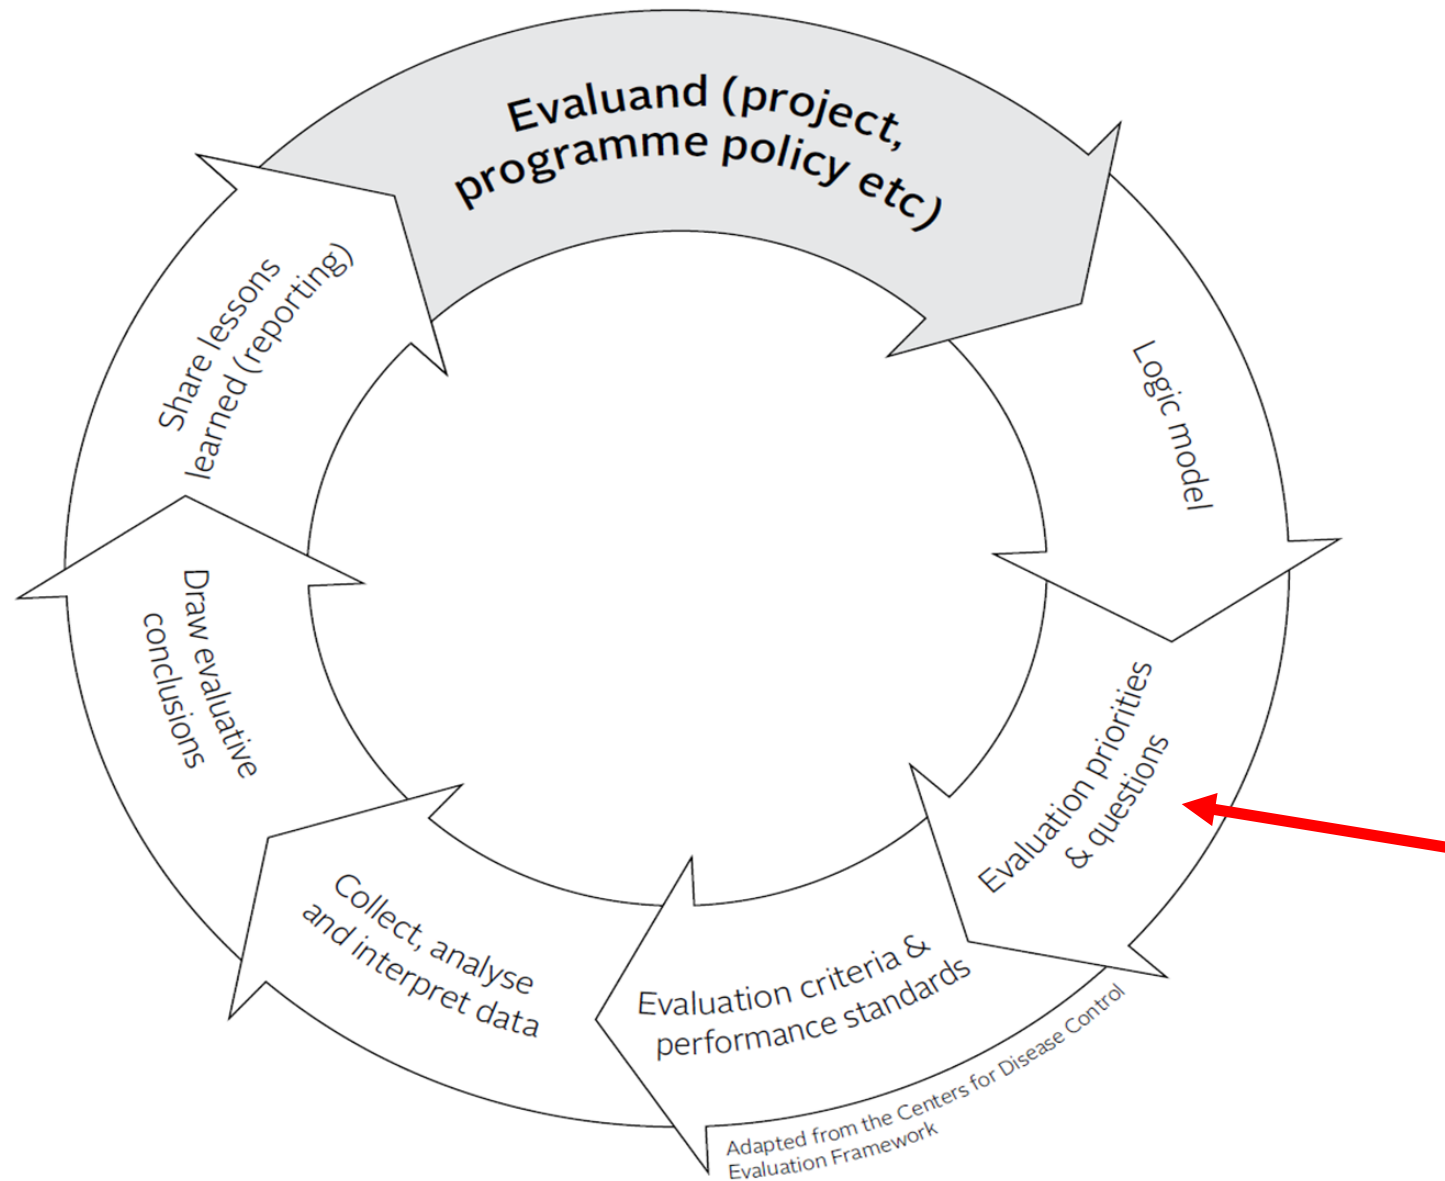 Evaluand (project,
programme policy etc)
Logic model
Evaluation priorities
& questions
Evaluation criteria &
performance standards
Collect, analyse
and interpret data
Draw evaluative
conclusions
Share lessons
learned (reporting)
Adapted from the Centers for Disease Control
Evaluation Framework